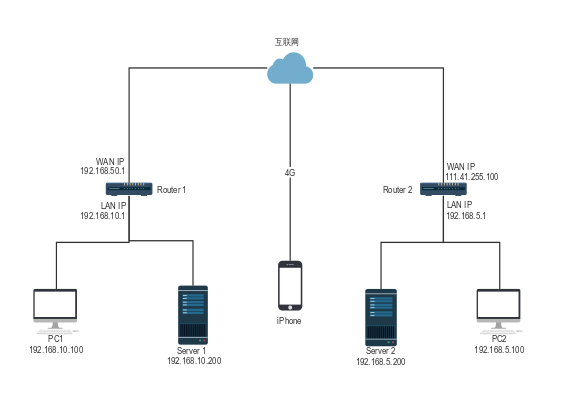 互联网
WAN IP
192.168.50.1
WAN IP
111.41.255.100
4G
Router 1
Router 2
LAN IP
192.168.10.1
LAN IP
192.168.5.1
iPhone
PC1
192.168.10.100
Server 1
192.168.10.200
Server 2
192.168.5.200
PC2
192.168.5.100